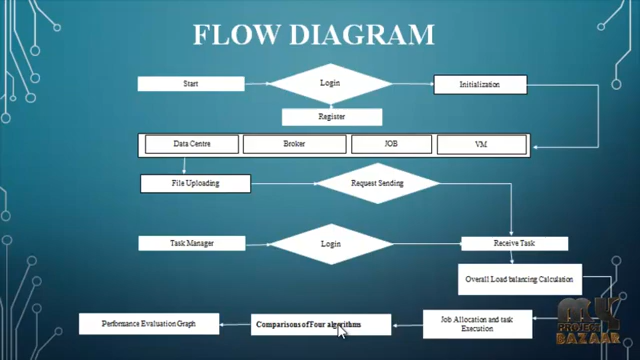 FLOW DIAGRAM
Start
Login
Initialization
Register
Data Centre
Broker
JOB
VM
File Uploading
Request Sending
Task Manager
Login
Receive Task
Overall Load balancing Calculation
Performance Evaluation Graph
Comparisons of Four algorithms
Job Allocation and task
Execution
MY
PROJECT
BAZAAR